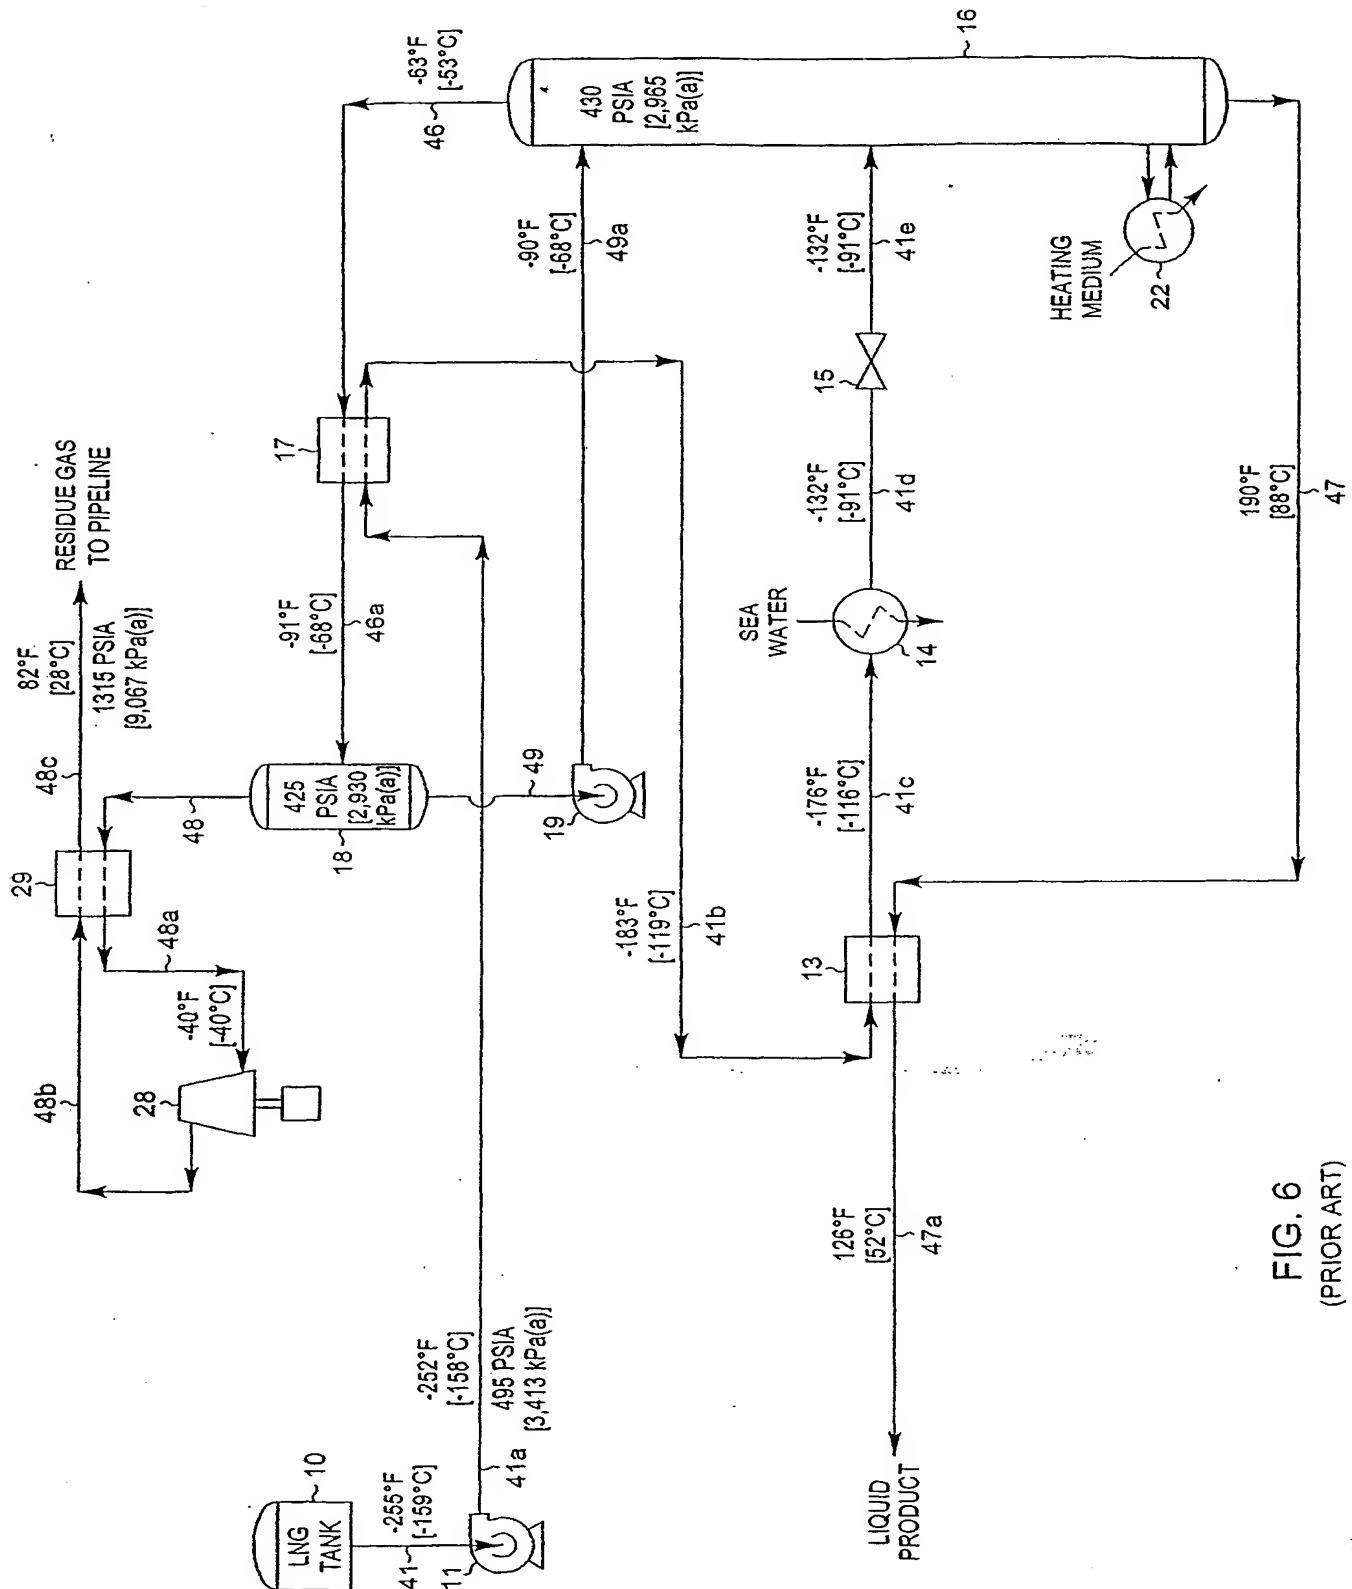 RESIDUE GAS
TO PIPELINE
82°F
[28°C]
1315 PSIA
[9,067 kPa(a)]
48c
29
48
48a
-40°F
[-40°C]
48b
28
-63°F
[-53°C]
46
16
430
PSIA
[2,965
kPa(a)]
17
-91°F
[-68°C]
46a
425
PSIA
[2,930
kPa(a)]
18
49
19
-90°F
[-68°C]
49a
-132°F
[-91°C]
41e
15
-132°F
[-91°C]
41d
SEA
WATER
14
-176°F
[-116°C]
41c
-183°F
[-119°C]
41b
13
HEATING
MEDIUM
22
190°F
[88°C]
47
126°F
[52°C]
47a
LIQUID
PRODUCT
LNG
TANK
10
-255°F
[-159°C]
41
11
41a
-252°F
[-158°C]
495 PSIA
[3,413 kPa(a)]
FIG. 6
(PRIOR ART)